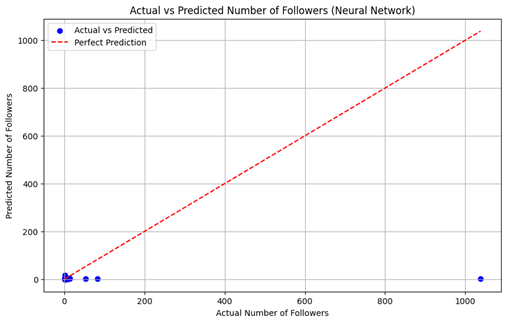 Actual vs Predicted Number of Followers (Neural Network)
Actual vs Predicted
Perfect Prediction
Predicted Number of Followers
1000
800
600
400
200
0
0 200 400 600 800 1000
Actual Number of Followers